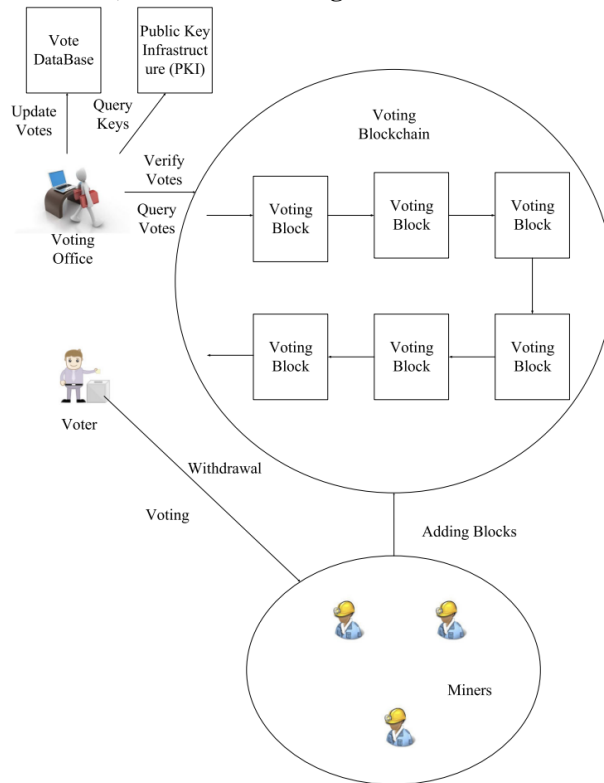 Vote
DataBase
Public Key
Infrastruct
ure (PKI)
Update
Votes
Query
Keys
Voting
Office
Verify
Votes
Query
Votes
Voting
Blockchain
Voting
Block
Voting
Block
Voting
Block
Voting
Block
Voting
Block
Voting
Block
Voter
Withdrawal
Voting
Adding Blocks
Miners